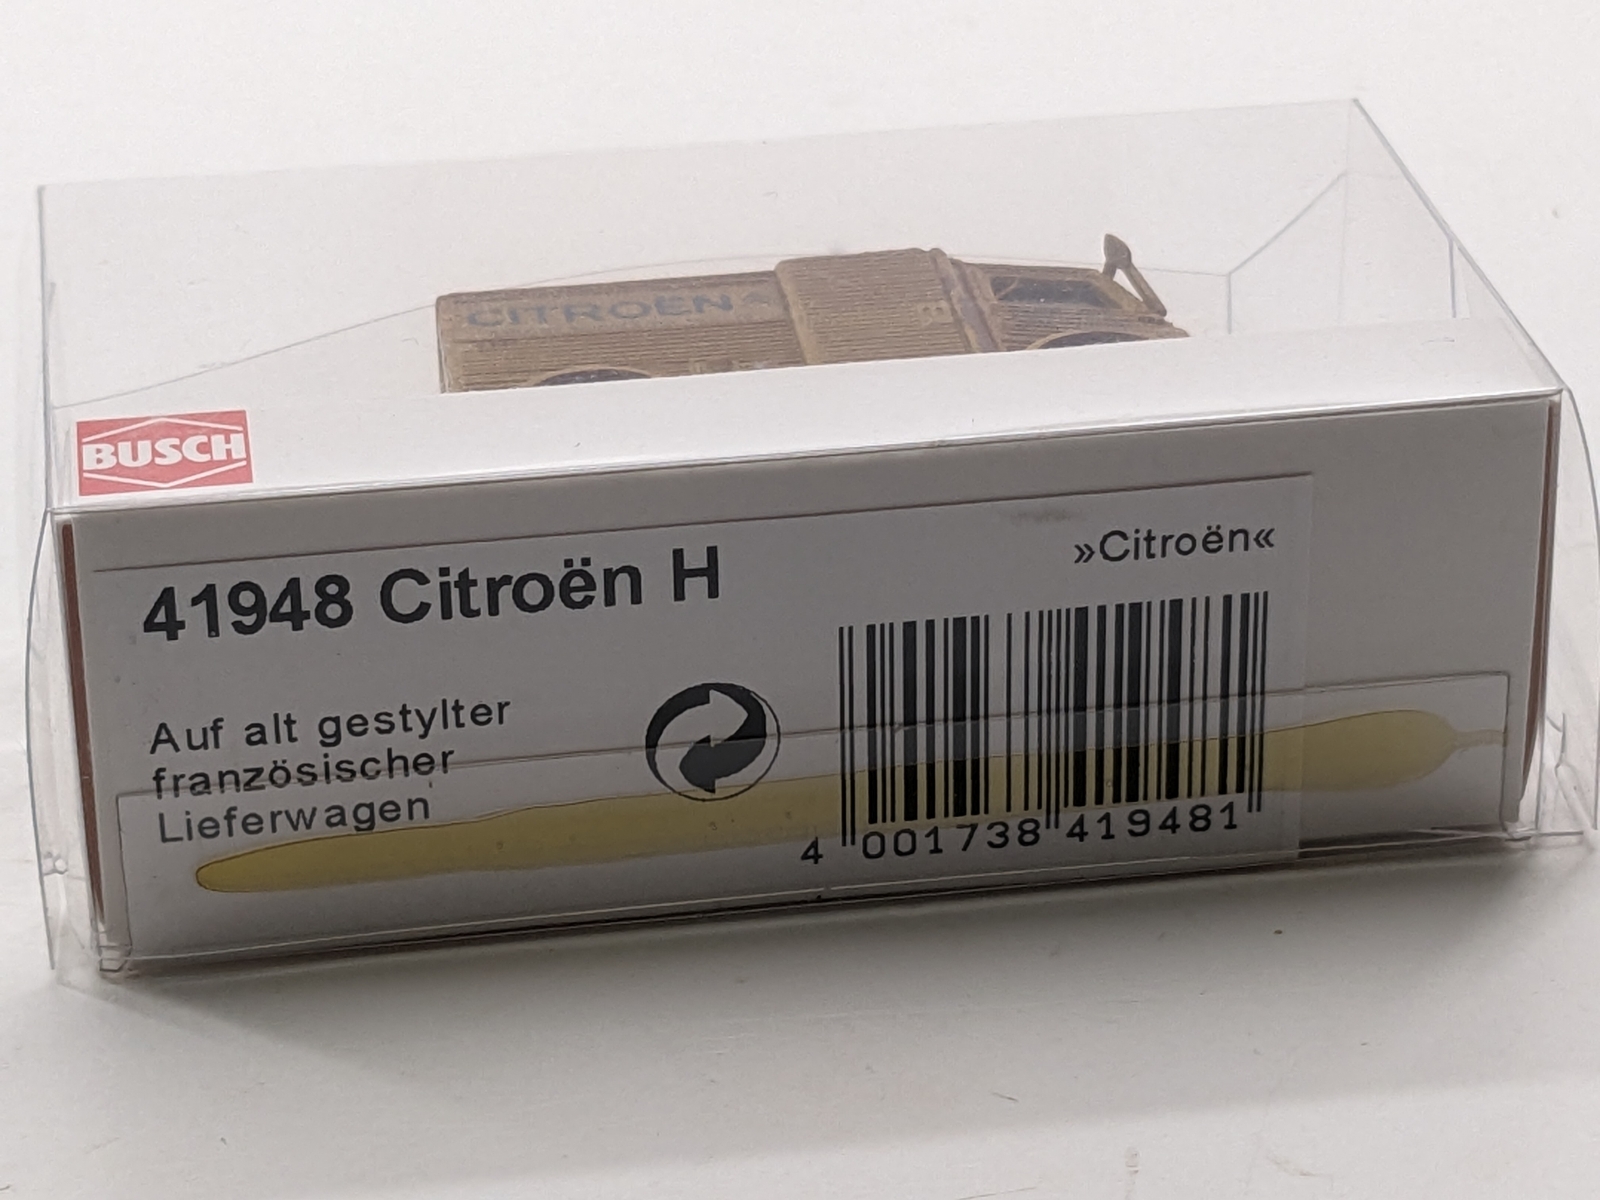 CITROËN
BUSCH
41948 Citroën H
»Citroën«
Auf alt gestylter
französischer
Lieferwagen
4 001738 419481